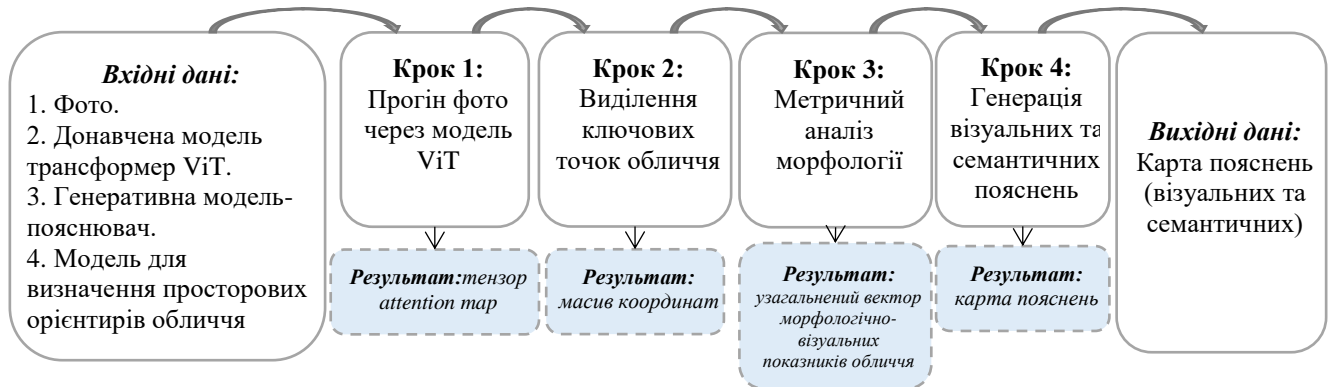 Вхідні дані:
1. Фото.
2. Донавчена модель
трансформер ViT.
3. Генеративна модель-
пояснювач.
4. Модель для
визначення просторових
орієнтирів обличчя
Крок 1:
Прогін фото
через модель
ViT
Результат:тензор
attention map
Крок 2:
Виділення
ключових
точок обличчя
Результат:
масив координат
Крок 3:
Метричний
аналіз
морфології
Результат:
узагальнений вектор
морфологічно-
візуальних
показників обличчя
Крок 4:
Генерація
візуальних та
семантичних
пояснень
Результат:
карта пояснень
Вихідні дані:
Карта пояснень
(візуальних та
семантичних)